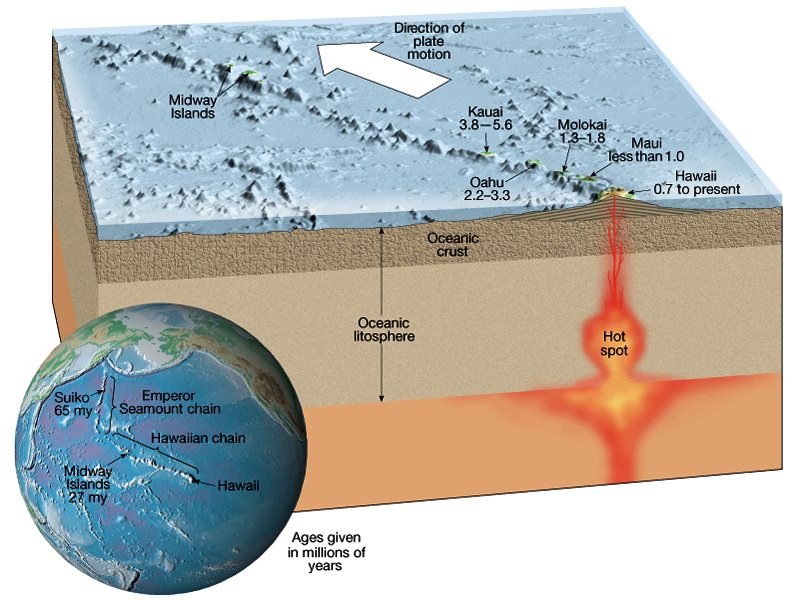 Direction of
plate
motion
Midway
Islands
Kauai
3.8–5.6
Molokai
1.3–1.8
Maui
less than 1.0
Hawaii
0.7 to present
Oahu
2.2–3.3
Oceanic
crust
Oceanic
litosphere
Hot
spot
Suiko
65 my
Emperor
Seamount chain
Hawaiian chain
Midway
Islands
27 my
Hawaii
Ages given
in millions of
years